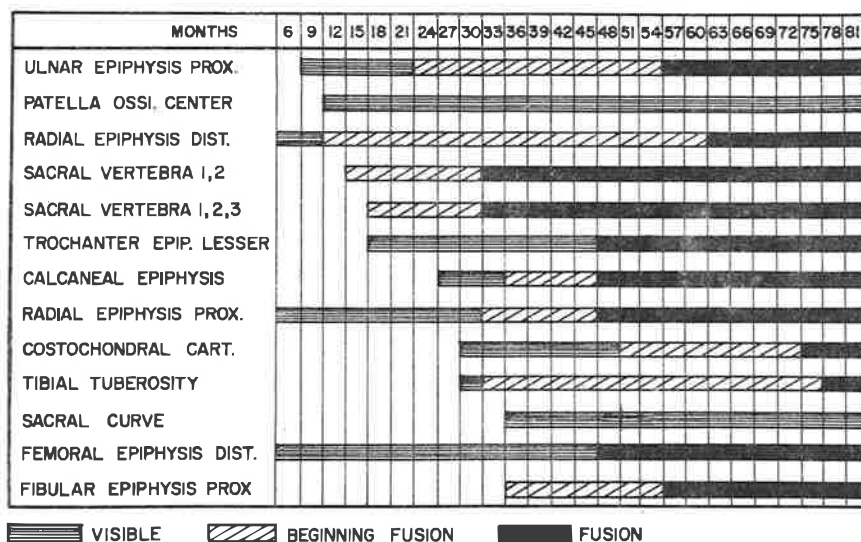 MONTHS 6 9 12 15 18 21 24 27 30 33 36 39 42 45 48 51 54 57 60 63 66 69 72 75 78 81
ULNAR EPIPHYSIS PROX.
PATELLA OSSI. CENTER
RADIAL EPIPHYSIS DIST.
SACRAL VERTEBRA 1,2
SACRAL VERTEBRA 1,2,3
TROCHANTER EPIP. LESSER
CALCANEAL EPIPHYSIS
RADIAL EPIPHYSIS PROX.
COSTOCHONDRAL CART.
TIBIAL TUBEROSITY
SACRAL CURVE
FEMORAL EPIPHYSIS DIST.
FIBULAR EPIPHYSIS PROX
VISIBLE BEGINNING FUSION FUSION